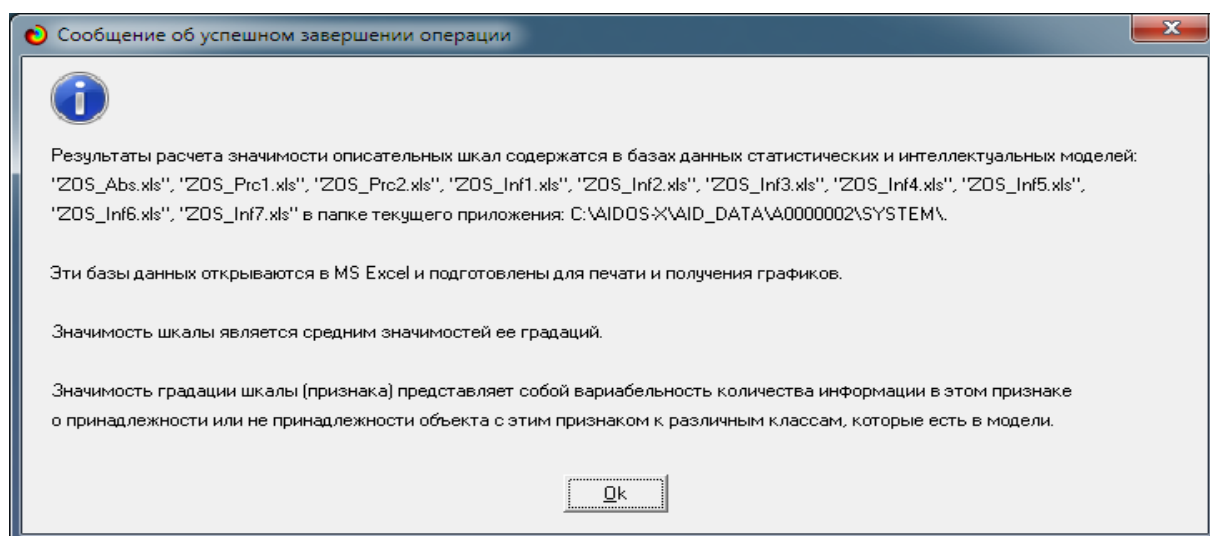 Сообщение об успешном завершении операции
Результаты расчета значимости описательных шкал содержатся в базах данных статистических и интеллектуальных моделей:
"ZOS_Abs.xls", "ZOS_Prc1.xls", "ZOS_Prc2.xls", "ZOS_Inf1.xls", "ZOS_Inf2.xls", "ZOS_Inf3.xls", "ZOS_Inf4.xls", "ZOS_Inf5.xls",
"ZOS_Inf6.xls", "ZOS_Inf7.xls" в папке текущего приложения: C:\AIDOS-X\AID_DATA\A0000002\SYSTEM\.
Эти базы данных открываются в MS Excel и подготовлены для печати и получения графиков.
Значимость шкалы является средним значимостей ее градаций.
Значимость градации шкалы (признака) представляет собой вариабельность количества информации в этом признаке
о принадлежности или не принадлежности объекта с этим признаком к различным классам, которые есть в модели.
Ok